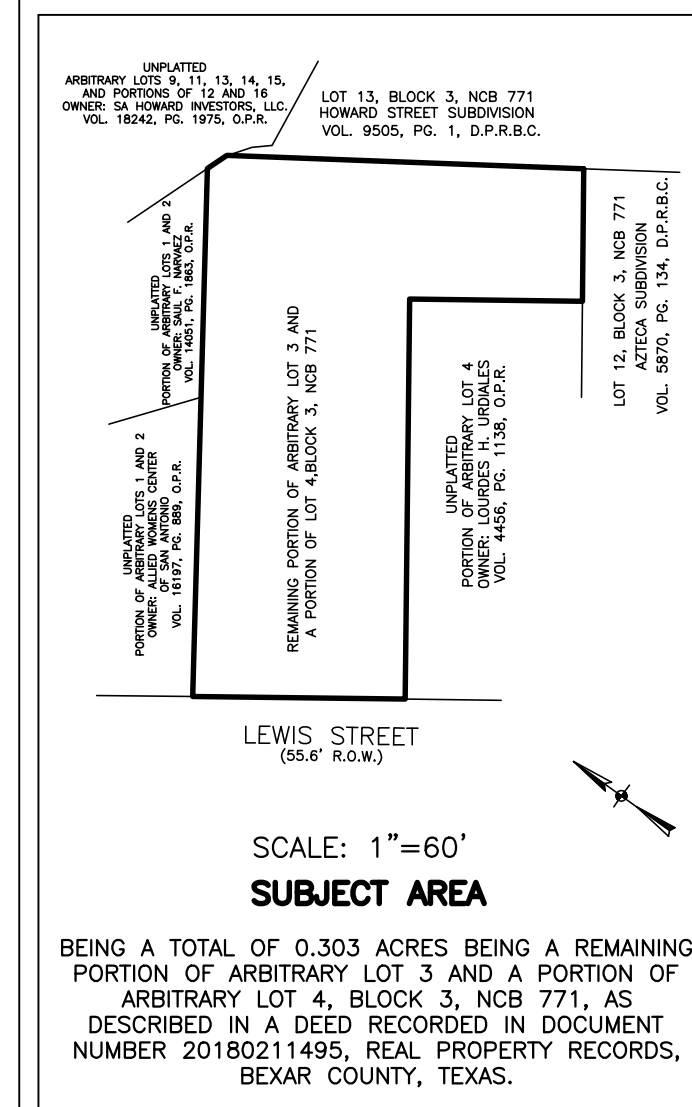 UNPLATTED
ARBITRARY LOTS 9, 11, 13, 14, 15,
AND PORTIONS OF 12 AND 16
OWNER: SA HOWARD INVESTORS, LLC.
VOL. 18242, PG. 1975, O.P.R.
LOT 13, BLOCK 3, NCB 771
HOWARD STREET SUBDIVISION
VOL. 9505, PG. 1, D.P.R.B.C.
UNPLATTED
PORTION OF ARBITRARY LOTS 1 AND 2
OWNER: SAUL F. NARVAEZ
VOL. 14051, PG. 1863, O.P.R.
LOT 12, BLOCK 3, NCB 771
AZTECA SUBDIVISION
VOL. 5870, PG. 134, D.P.R.B.C.
UNPLATTED
PORTION OF ARBITRARY LOTS 1 AND 2
OWNER: ALLIED WOMENS CENTER
OF SAN ANTONIO
VOL. 16197, PG. 889, O.P.R.
REMAINING PORTION OF ARBITRARY LOT 3 AND
A PORTION OF LOT 4,BLOCK 3, NCB 771
UNPLATTED
PORTION OF ARBITRARY LOT 4
OWNER: LOURDES H. URDIALES
VOL. 4456, PG. 1138, O.P.R.
LEWIS STREET
(55.6' R.O.W.)
SCALE: 1"=60'
SUBJECT AREA
BEING A TOTAL OF 0.303 ACRES BEING A REMAINING
PORTION OF ARBITRARY LOT 3 AND A PORTION OF
ARBITRARY LOT 4, BLOCK 3, NCB 771, AS
DESCRIBED IN A DEED RECORDED IN DOCUMENT
NUMBER 20180211495, REAL PROPERTY RECORDS,
BEXAR COUNTY, TEXAS.